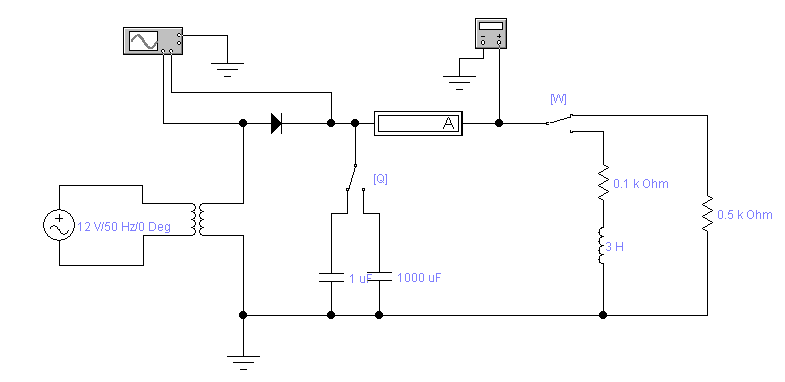 [W]
A
[Q]
0.1 k Ohm
0.5 k Ohm
12 V/50 Hz/0 Deg
3 H
1 uF
1000 uF